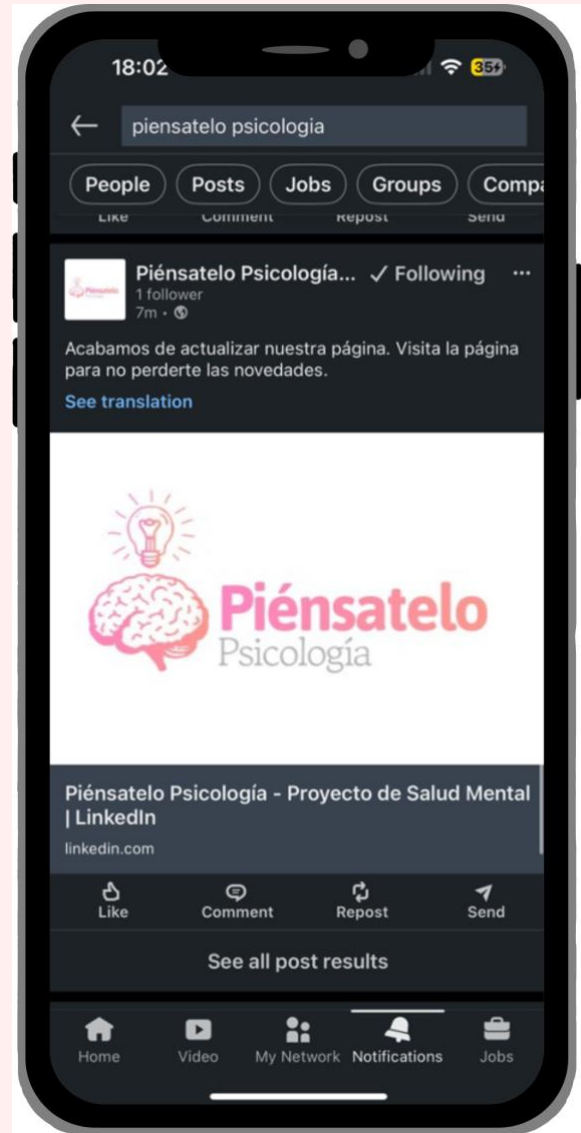 18:02
35
piensatelo psicologia
People Posts Jobs Groups Compa
Like Comment Repost Send
Piénsatelo Psicología... Following
1 follower
7m •
Acabamos de actualizar nuestra página. Visita la página
para no perderte las novedades.
See translation
Piénsatelo
Psicología
Piénsatelo Psicología - Proyecto de Salud Mental
| LinkedIn
linkedin.com
Like Comment Repost Send
See all post results
Home Video My Network Notifications Jobs